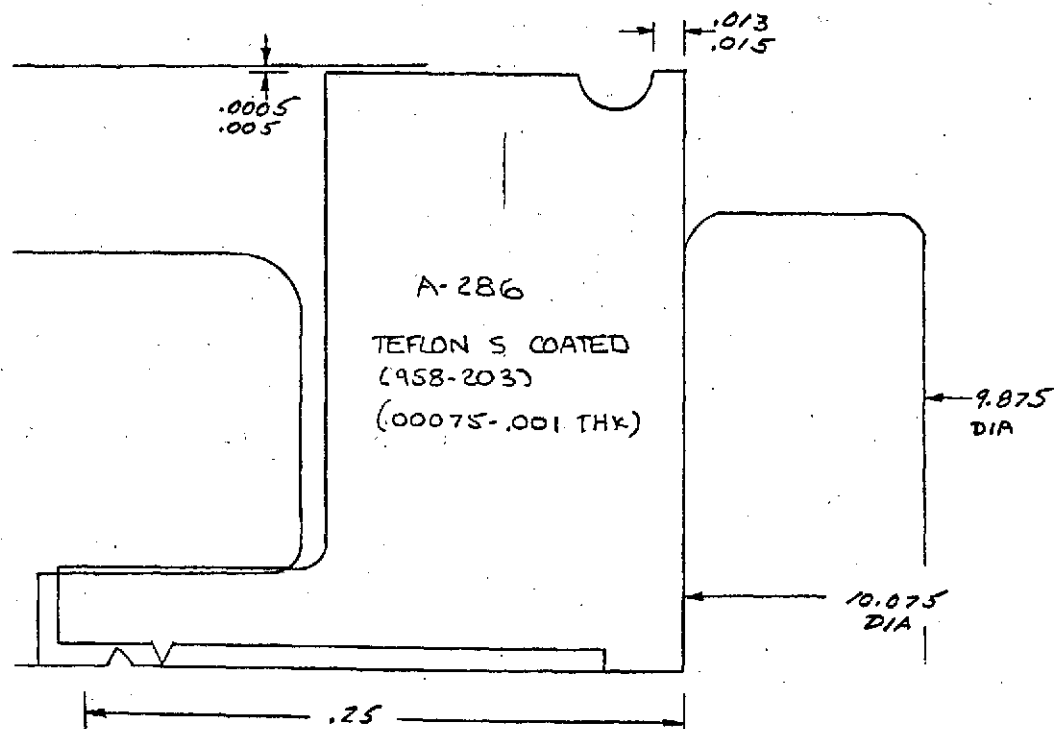 .013
.015
.0005
.005
A-286
TEFLON S COATED
(958-203)
(.00075-.001 THK)
9.875
DIA
10.075
DIA
.25